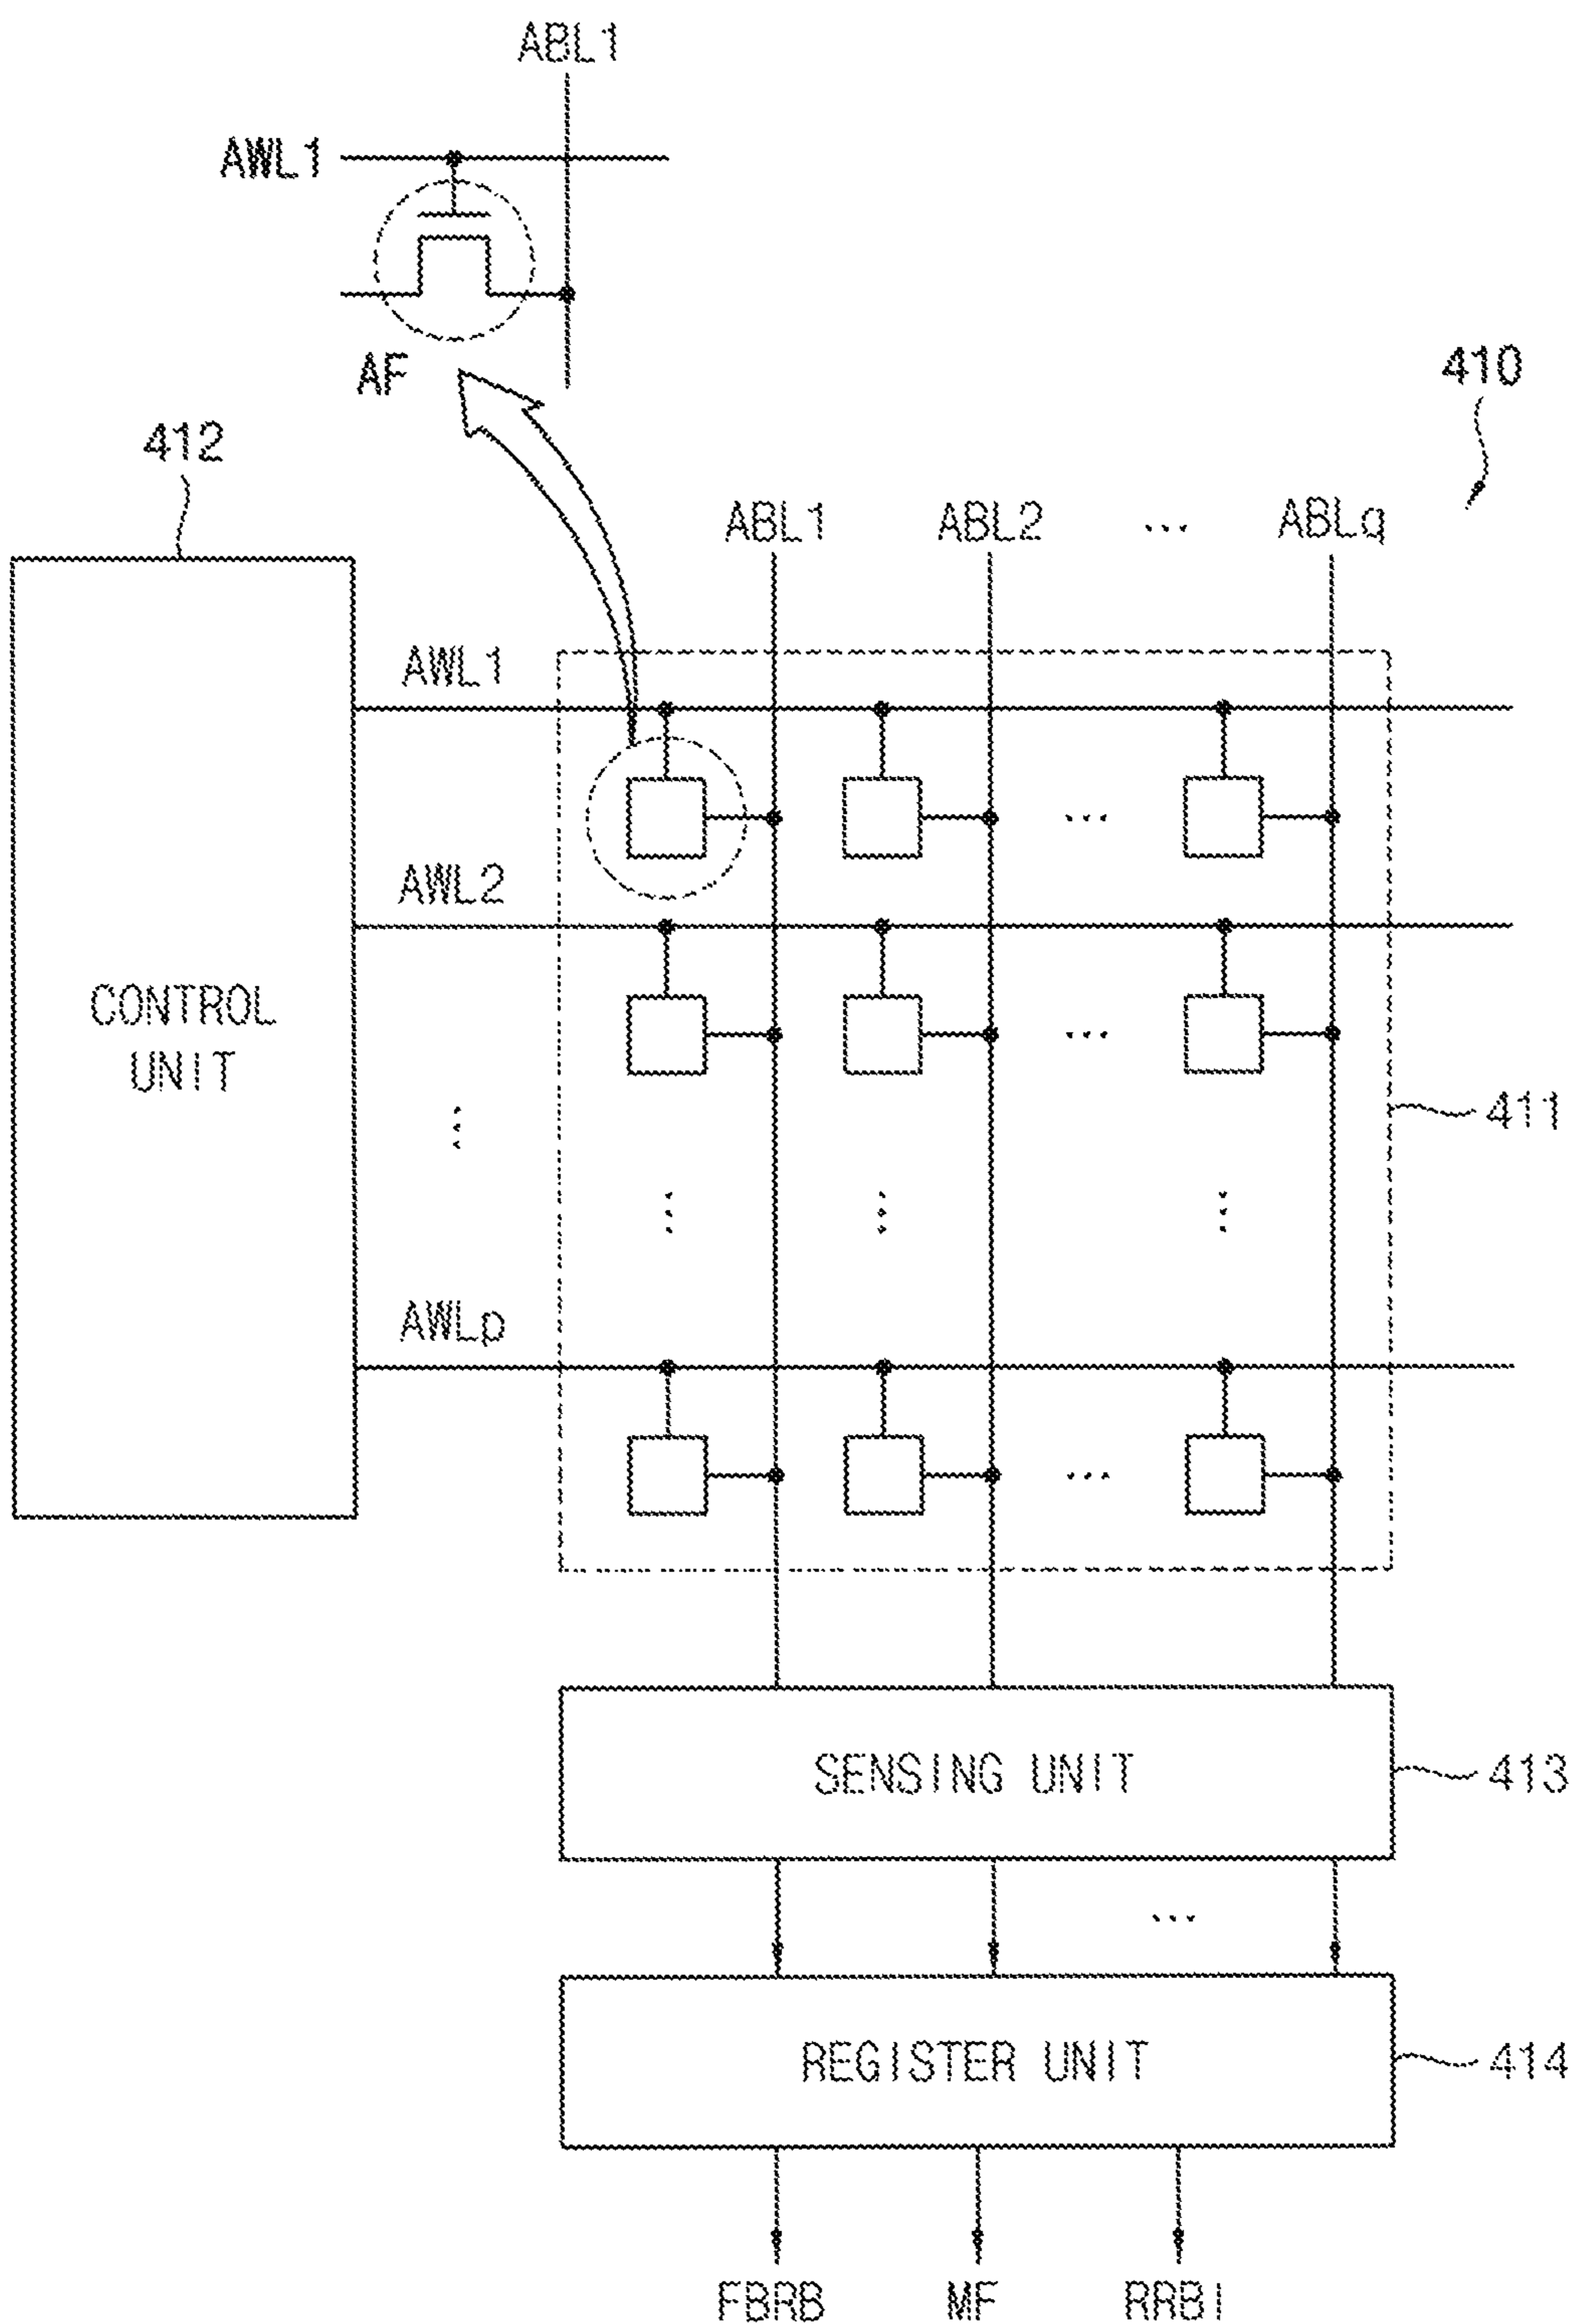 ABL1
AWL1
AF
410
412
ABL1 ABL2 ... ABLq
AWL1
AWL2
CONTROL
UNIT
411
AWLp
SENSING UNIT
413
...
REGISTER UNIT
414
FBRB MF RRBI